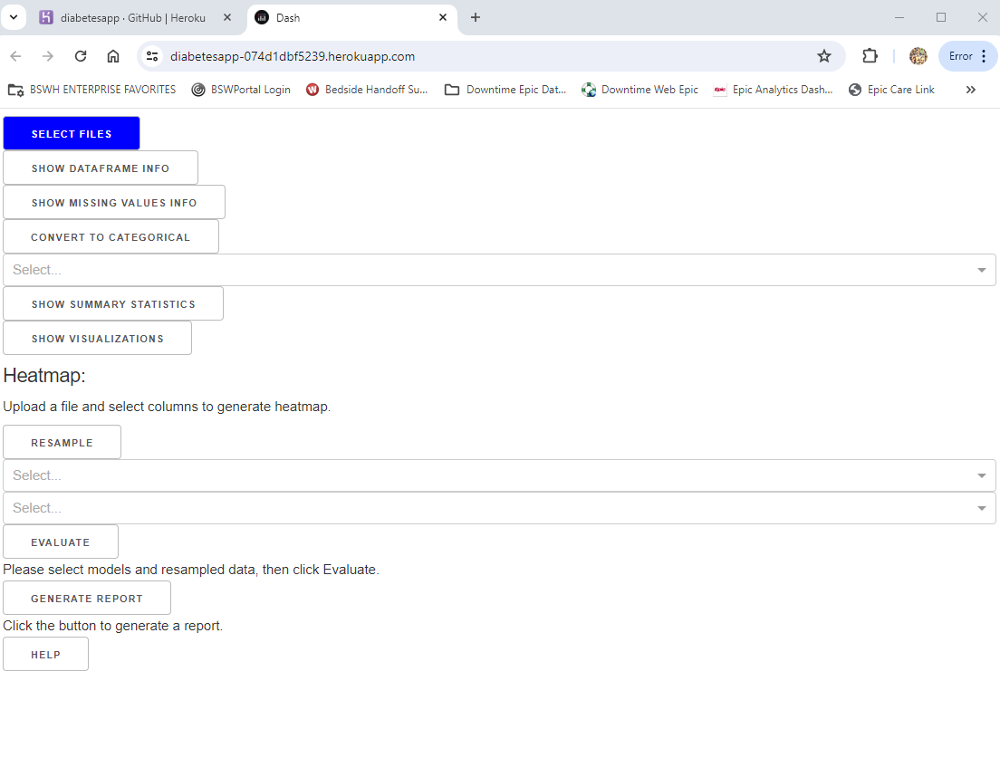 diabetesapp · GitHub | Heroku
Dash
diabetesapp-074d1dbf5239.herokuapp.com
Error
BSWH ENTERPRISE FAVORITES
BSWPortal Login
Bedside Handoff Su...
Downtime Epic Dat...
Downtime Web Epic
Epic Analytics Dash...
Epic Care Link
SELECT FILES
SHOW DATAFRAME INFO
SHOW MISSING VALUES INFO
CONVERT TO CATEGORICAL
Select...
SHOW SUMMARY STATISTICS
SHOW VISUALIZATIONS
Heatmap:
Upload a file and select columns to generate heatmap.
RESAMPLE
Select...
Select...
EVALUATE
Please select models and resampled data, then click Evaluate.
GENERATE REPORT
Click the button to generate a report.
HELP